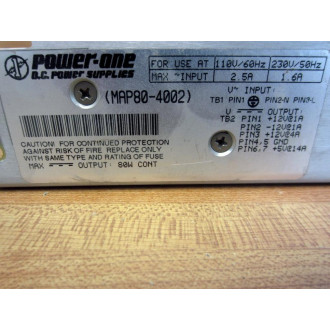 POWER-ONE
D.C. POWER SUPPLIES
FOR USE AT 110V/60Hz 230V/50Hz
MAX ~INPUT 2.5A 1.6A
(MAP80-4002)
V~ INPUT:
TB1 PIN1 PIN2-N PIN3-L
V OUTPUT:
TB2 PIN1 +12V@1A
PIN2 -12V@1A
PIN3 +12V@4A
PIN4,5 GND
PIN6,7 +5V@14A
CAUTION! FOR CONTINUED PROTECTION
AGAINST RISK OF FIRE REPLACE ONLY
WITH SAME TYPE AND RATING OF FUSE
MAX OUTPUT: 80W CONT